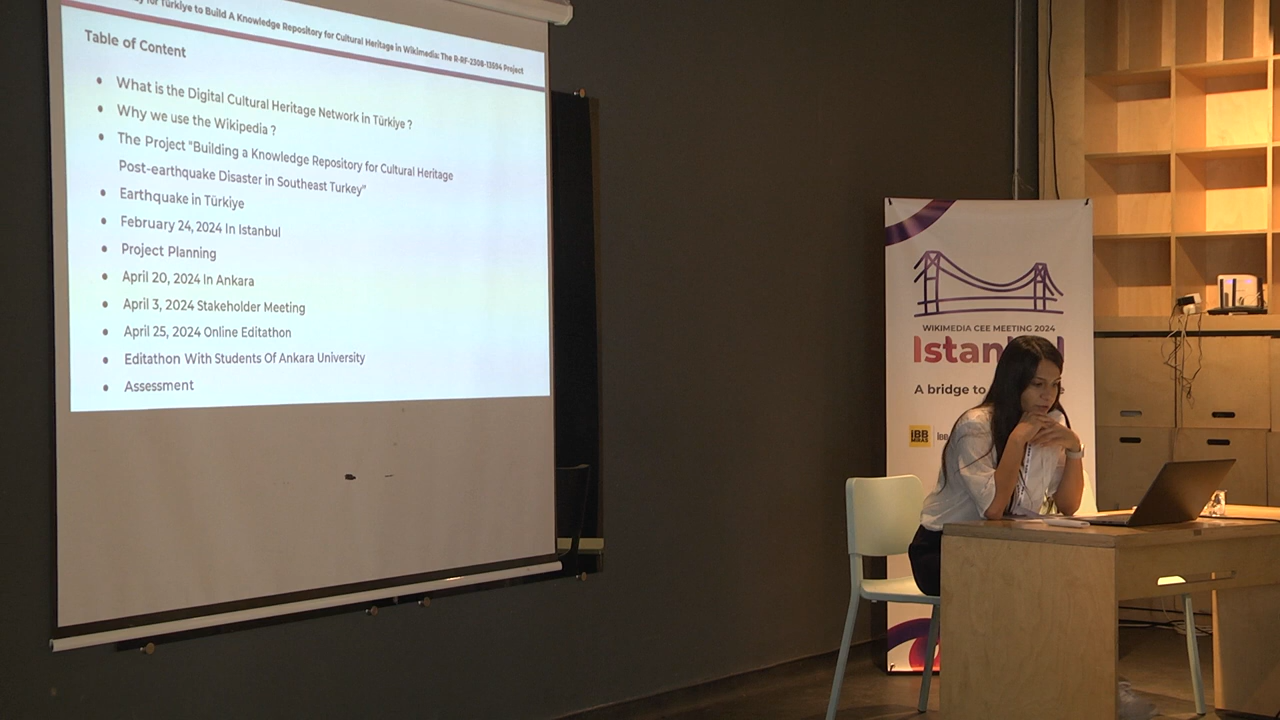 for Türkiye to Build A Knowledge Repository for Cultural Heritage in Wikimedia: The R-RF-2308-13594 Project
Table of Content
• What is the Digital Cultural Heritage Network in Türkiye ?
• Why we use the Wikipedia ?
• The Project "Building a Knowledge Repository for Cultural Heritage
Post-earthquake Disaster in Southeast Turkey"
• Earthquake in Türkiye
• February 24, 2024 In Istanbul
• Project Planning
• April 20, 2024 In Ankara
• April 3, 2024 Stakeholder Meeting
• April 25, 2024 Online Editathon
• Editathon With Students Of Ankara University
• Assessment
WIKIMEDIA CEE MEETING 2024
Istanbul
A bridge to
iBB
MİRAS
İBB